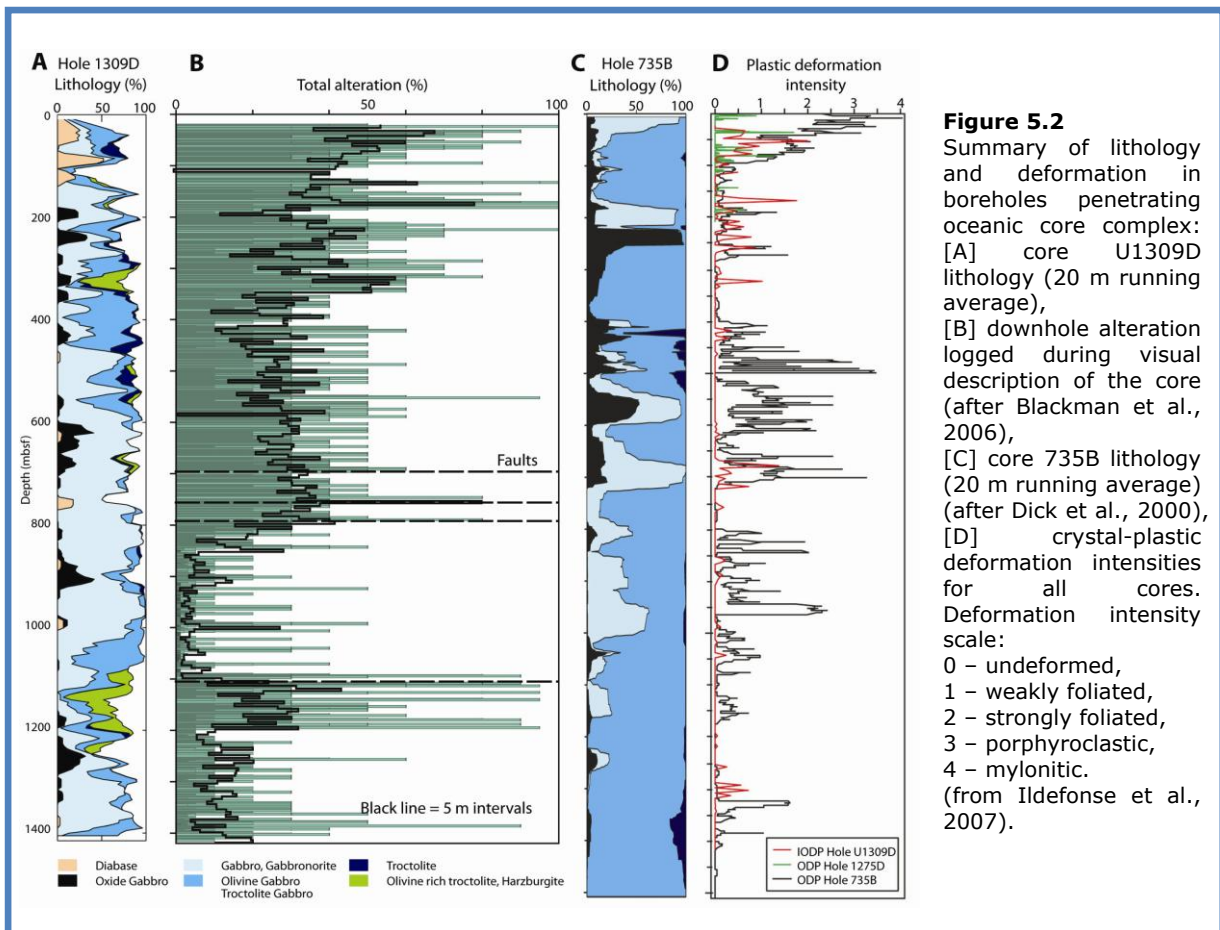 A Hole 1309D
Lithology (%)
0 50 100
B
Total alteration (%)
0 50 100
C Hole 735B
Lithology (%)
0 50 100
D Plastic deformation
intensity
0 1 2 3 4
Depth (mbsf)
0
200
400
600
800
1000
1200
1400
Faults
Black line = 5 m intervals
Diabase
Oxide Gabbro
Gabbro, Gabbronorite
Olivine Gabbro
Troctolite Gabbro
Troctolite
Olivine rich troctolite, Harzburgite
IODP Hole U1309D
ODP Hole 1275D
ODP Hole 735B
Figure 5.2
Summary of lithology
and deformation in
boreholes penetrating
oceanic core complex:
[A] core U1309D
lithology (20 m running
average),
[B] downhole alteration
logged during visual
description of the core
(after Blackman et al.,
2006),
[C] core 735B lithology
(20 m running average)
(after Dick et al., 2000),
[D] crystal-plastic
deformation intensities
for all cores.
Deformation intensity
scale:
0 – undeformed,
1 – weakly foliated,
2 – strongly foliated,
3 – porphyroclastic,
4 – mylonitic.
(from Ildefonse et al.,
2007).